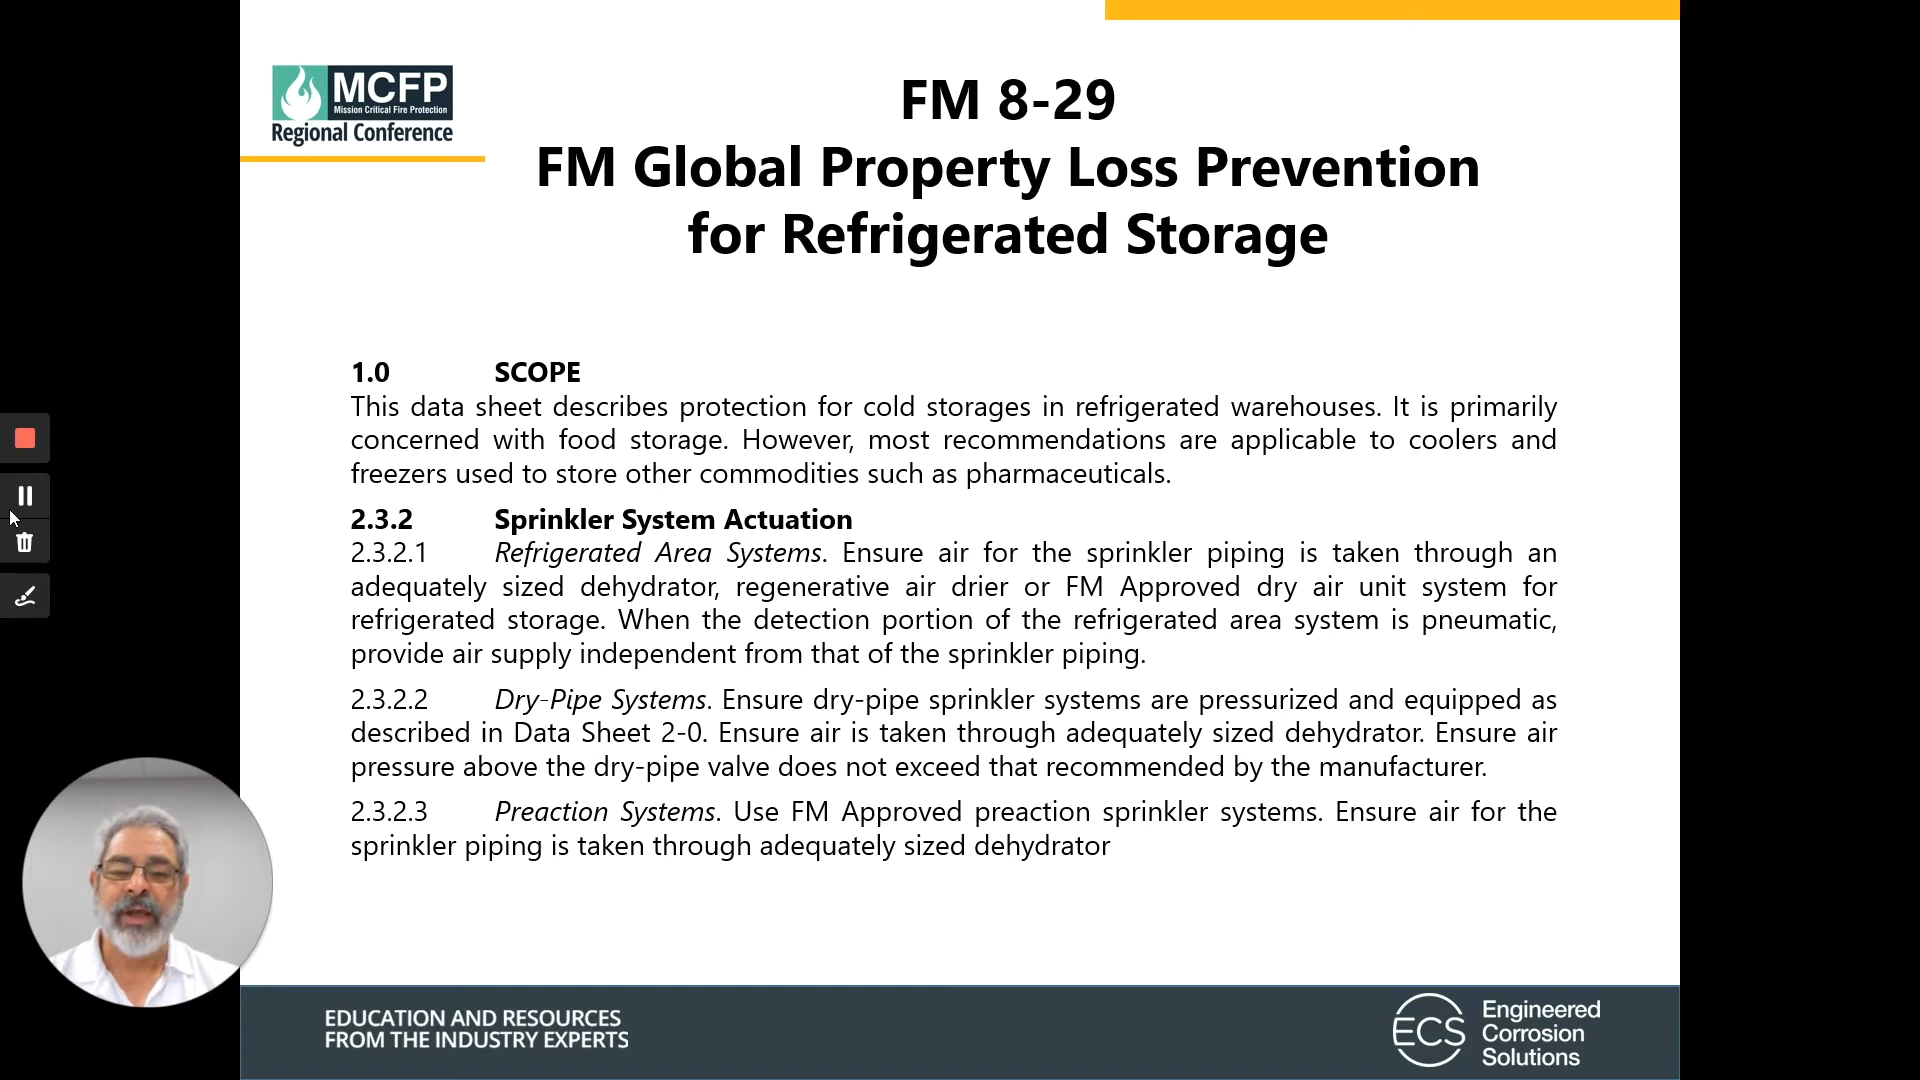 MCFP
Mission Critical Fire Protection
Regional Conference
FM 8-29
FM Global Property Loss Prevention
for Refrigerated Storage
1.0 SCOPE
This data sheet describes protection for cold storages in refrigerated warehouses. It is primarily
concerned with food storage. However, most recommendations are applicable to coolers and
freezers used to store other commodities such as pharmaceuticals.
2.3.2 Sprinkler System Actuation
2.3.2.1 Refrigerated Area Systems. Ensure air for the sprinkler piping is taken through an
adequately sized dehydrator, regenerative air drier or FM Approved dry air unit system for
refrigerated storage. When the detection portion of the refrigerated area system is pneumatic,
provide air supply independent from that of the sprinkler piping.
2.3.2.2 Dry-Pipe Systems. Ensure dry-pipe sprinkler systems are pressurized and equipped as
described in Data Sheet 2-0. Ensure air is taken through adequately sized dehydrator. Ensure air
pressure above the dry-pipe valve does not exceed that recommended by the manufacturer.
2.3.2.3 Preaction Systems. Use FM Approved preaction sprinkler systems. Ensure air for the
sprinkler piping is taken through adequately sized dehydrator
EDUCATION AND RESOURCES
FROM THE INDUSTRY EXPERTS
ECS
Engineered
Corrosion
Solutions